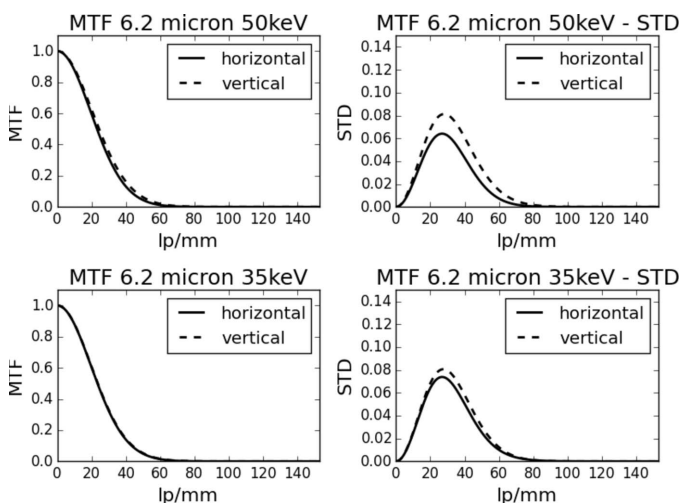 MTF 6.2 micron 50keV
MTF
1.0
0.8
0.6
0.4
0.2
0.0
horizontal
vertical
0 20 40 60 80 100 120 140
lp/mm
MTF 6.2 micron 50keV - STD
STD
0.14
0.12
0.10
0.08
0.06
0.04
0.02
0.00
horizontal
vertical
0 20 40 60 80 100 120 140
lp/mm
MTF 6.2 micron 35keV
MTF
1.0
0.8
0.6
0.4
0.2
0.0
horizontal
vertical
0 20 40 60 80 100 120 140
lp/mm
MTF 6.2 micron 35keV - STD
STD
0.14
0.12
0.10
0.08
0.06
0.04
0.02
0.00
horizontal
vertical
0 20 40 60 80 100 120 140
lp/mm